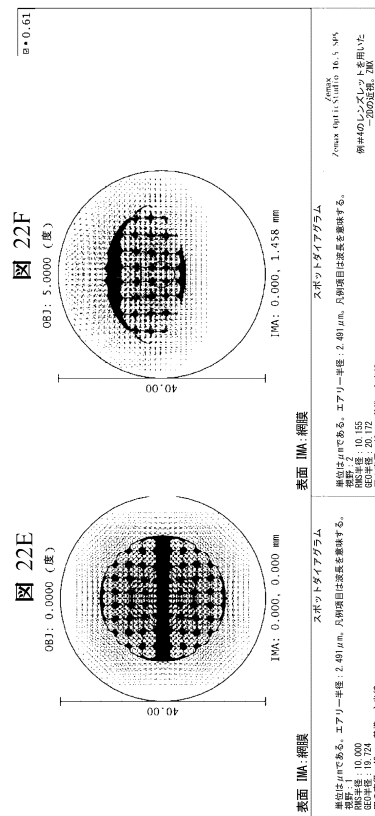 図 22E
OBJ: 0.0000 (度)
40.00
IMA: 0.000, 0.000 mm
表面 IMA:網膜
スポットダイアグラム
単位はμmである。エアリー半径:2.491μm。凡例項目は波長を意味する。
視野:1
RMS半径:10.000
GEO半径:19.724
図 22F
OBJ: 5.0000 (度)
⊡・0.61
40.00
IMA: 0.000, 1.458 mm
表面 IMA:網膜
スポットダイアグラム
単位はμmである。エアリー半径:2.491μm。凡例項目は波長を意味する。
視野:2
RMS半径:10.155
GEO半径:20.172
Zemax
Zemax OpticStudio 16.5 SP5
例#4のレンズレットを用いた
−2Dの近視。ZMX